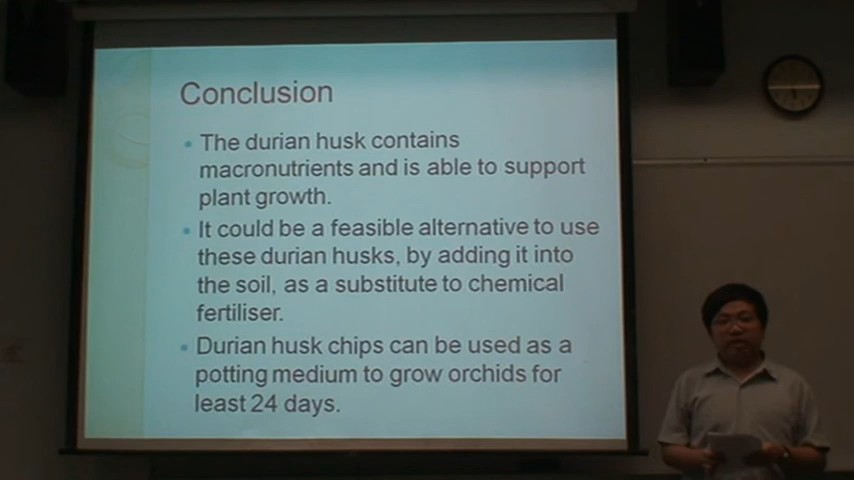 Conclusion
The durian husk contains
macronutrients and is able to support
plant growth.
It could be a feasible alternative to use
these durian husks, by adding it into
the soil, as a substitute to chemical
fertiliser.
Durian husk chips can be used as a
potting medium to grow orchids for
least 24 days.